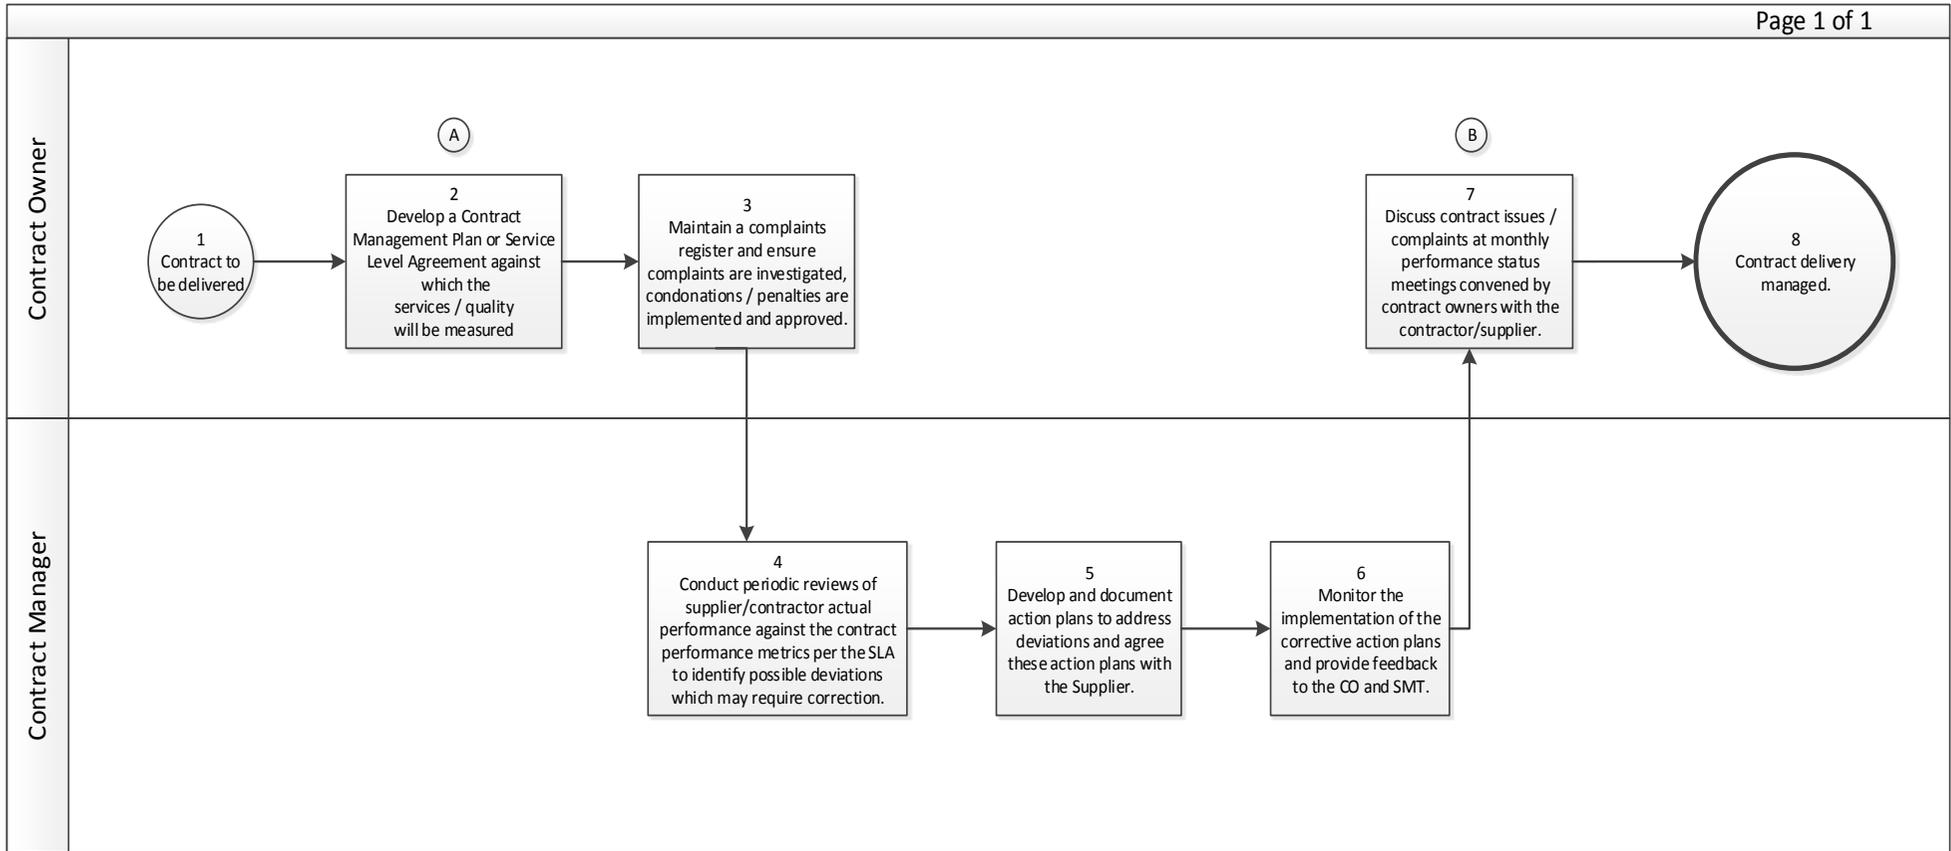 Page 1 of 1
Contract Owner
A
B
1
Contract to
be delivered
2
Develop a Contract
Management Plan or Service
Level Agreement against
which the
services / quality
will be measured
3
Maintain a complaints
register and ensure
complaints are investigated,
condonations / penalties are
implemented and approved.
7
Discuss contract issues /
complaints at monthly
performance status
meetings convened by
contract owners with the
contractor/supplier.
8
Contract delivery
managed.
Contract Manager
4
Conduct periodic reviews of
supplier/contractor actual
performance against the contract
performance metrics per the SLA
to identify possible deviations
which may require correction.
5
Develop and document
action plans to address
deviations and agree
these action plans with
the Supplier.
6
Monitor the
implementation of the
corrective action plans
and provide feedback
to the CO and SMT.